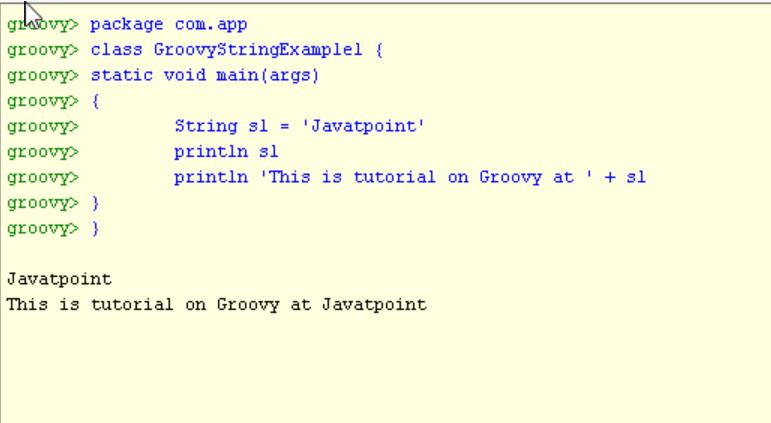 groovy> package com.app
groovy> class GroovyStringExample1 {
groovy> static void main(args)
groovy> {
groovy>         String s1 = 'Javatpoint'
groovy>         println s1
groovy>         println 'This is tutorial on Groovy at ' + s1
groovy> }
groovy> }
Javatpoint
This is tutorial on Groovy at Javatpoint